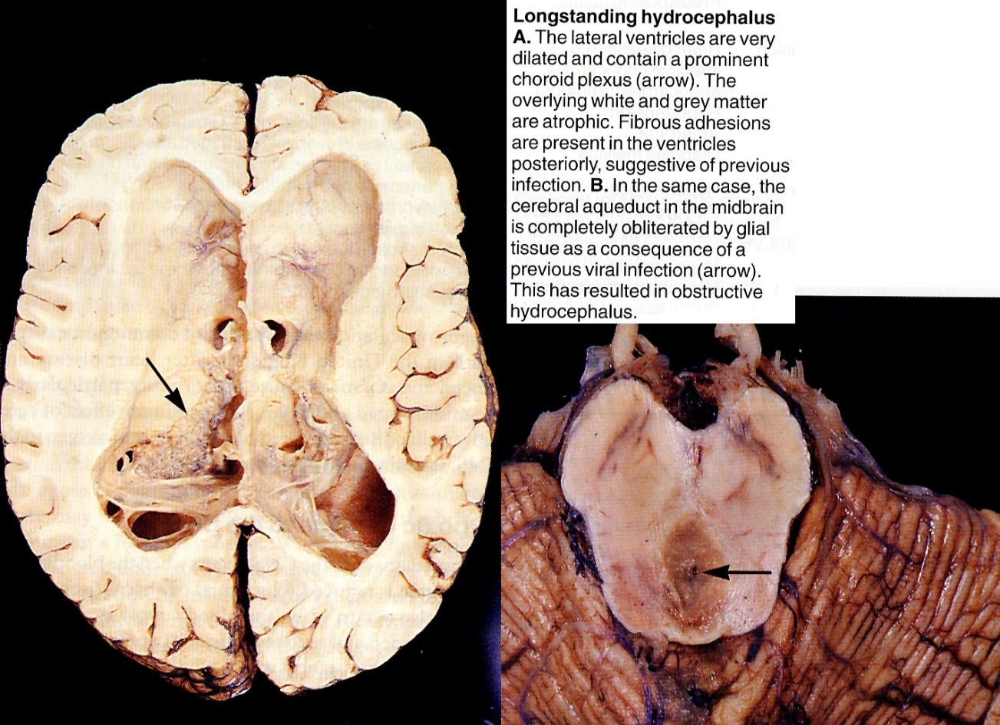 Longstanding hydrocephalus
A. The lateral ventricles are very
dilated and contain a prominent
choroid plexus (arrow). The
overlying white and grey matter
are atrophic. Fibrous adhesions
are present in the ventricles
posteriorly, suggestive of previous
infection. B. In the same case, the
cerebral aqueduct in the midbrain
is completely obliterated by glial
tissue as a consequence of a
previous viral infection (arrow).
This has resulted in obstructive
hydrocephalus.